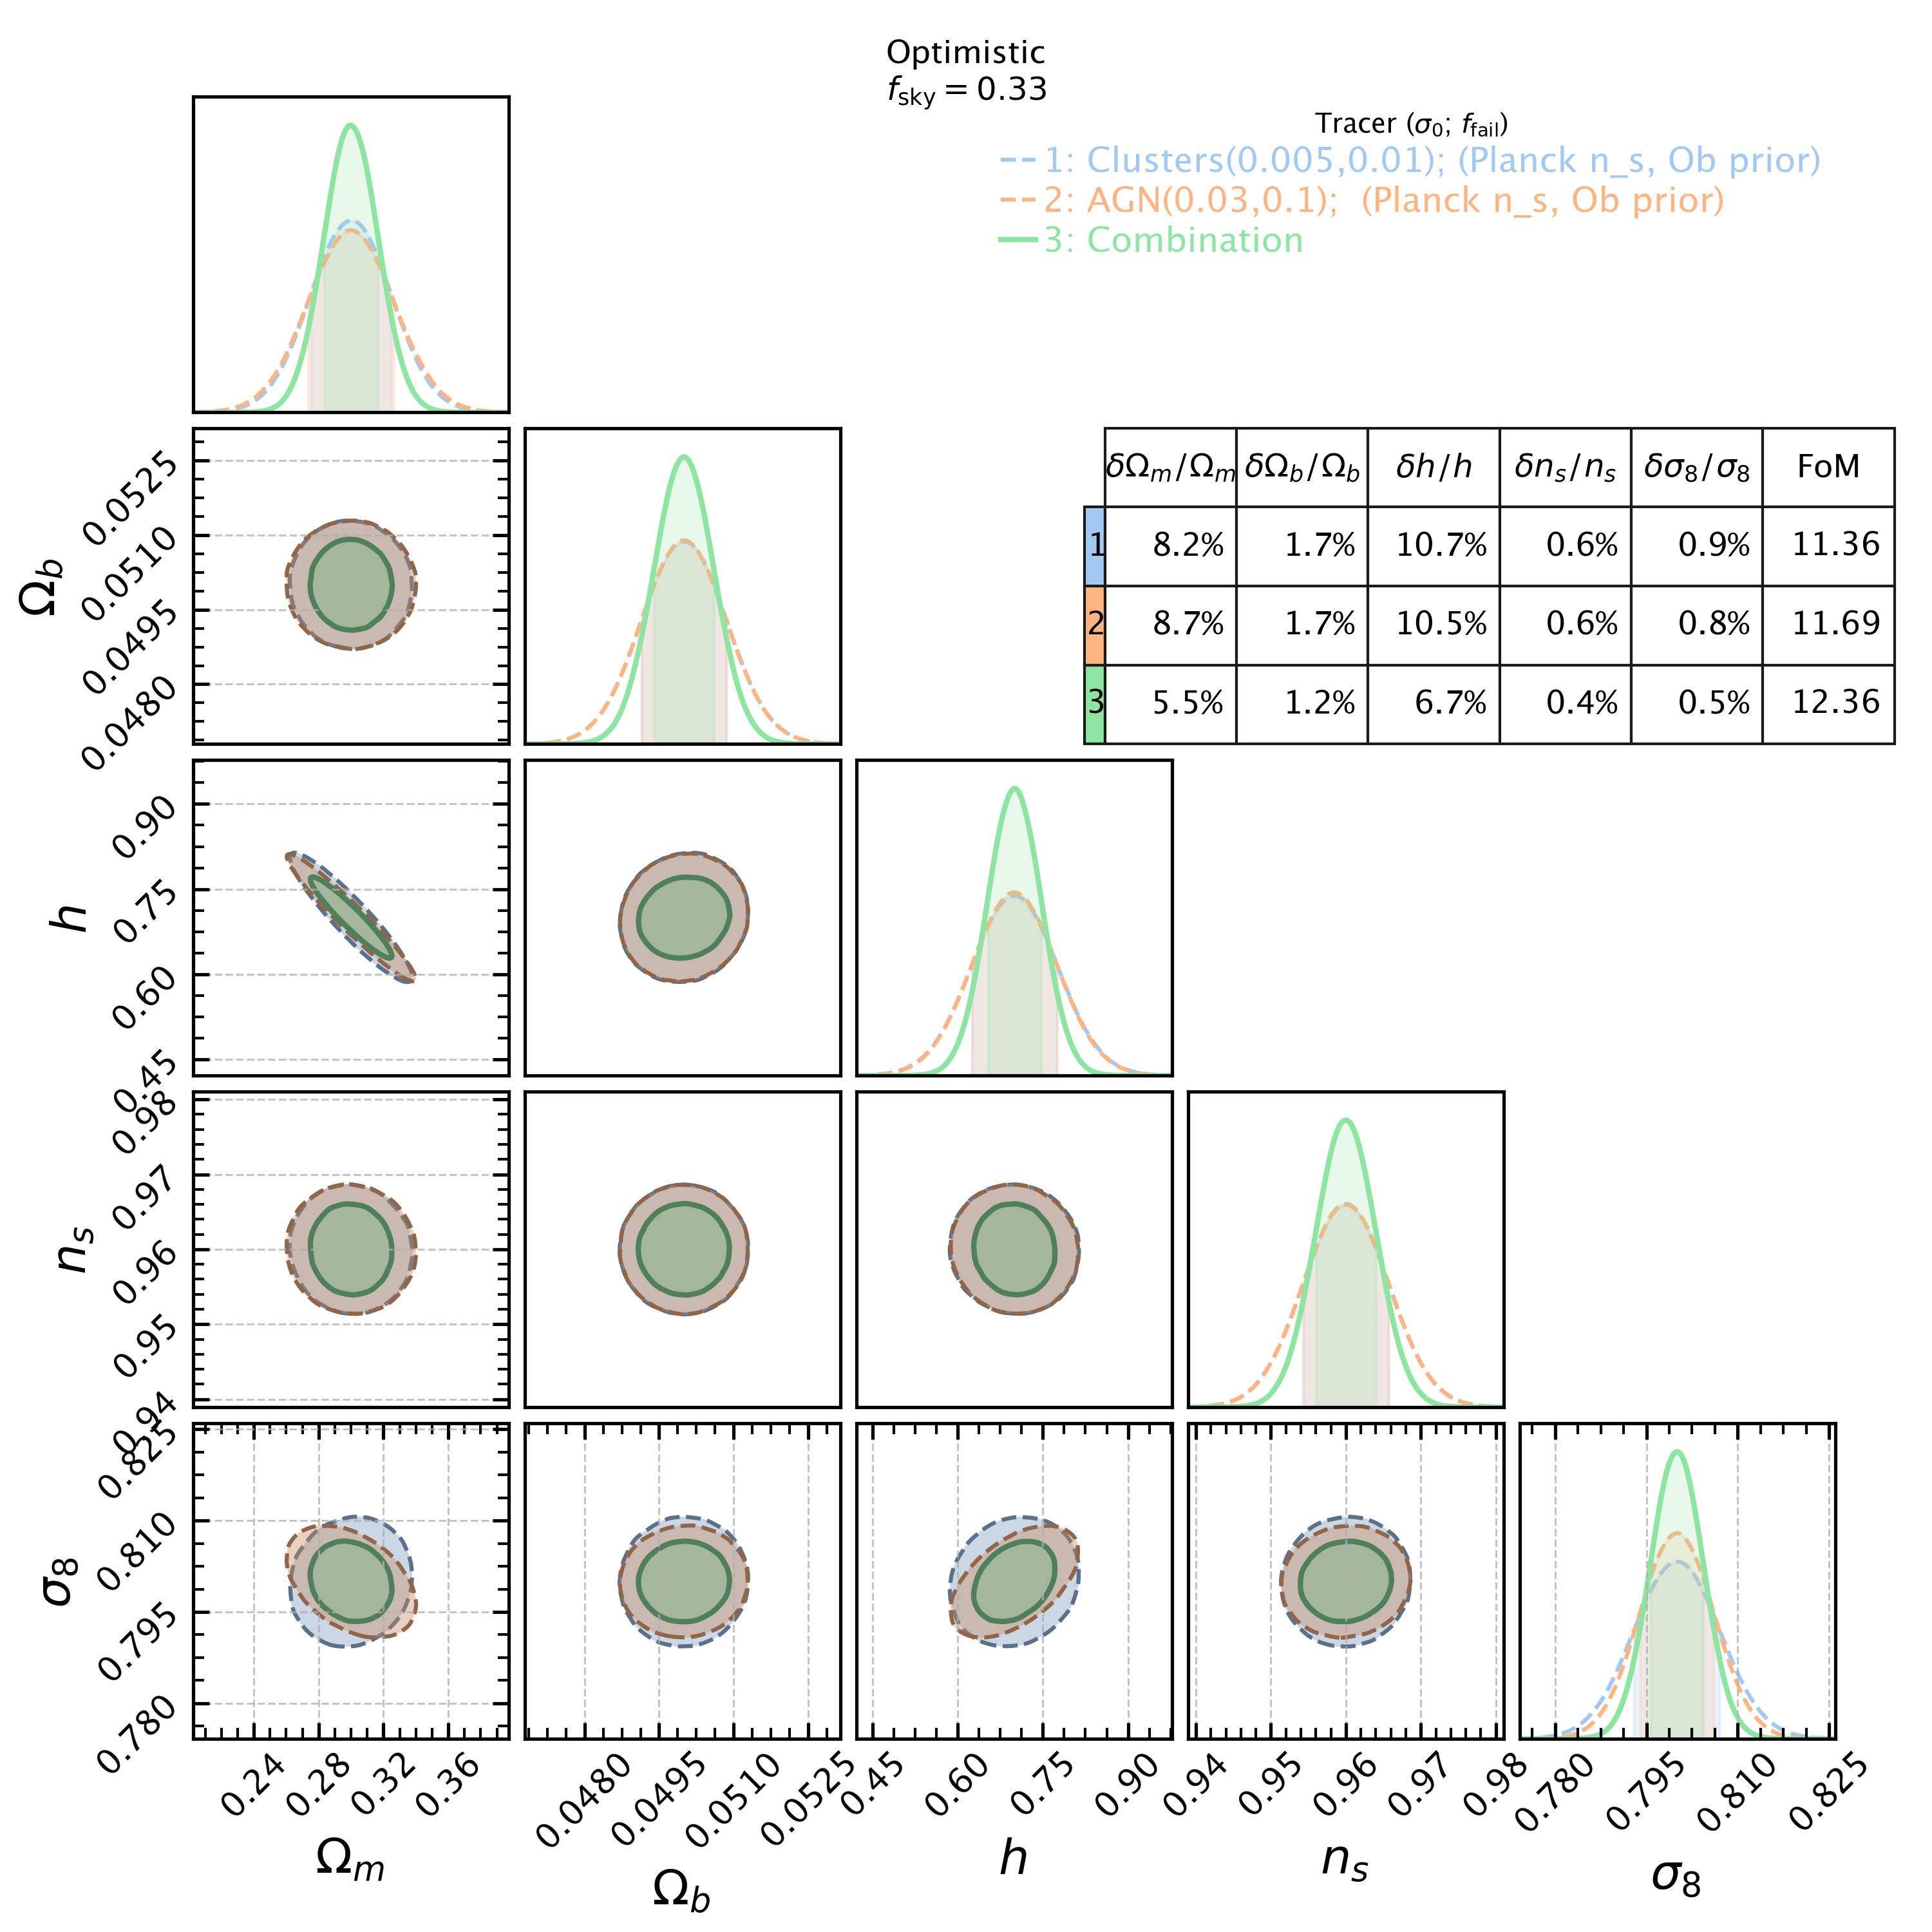 Optimistic
f_sky = 0.33
Tracer (σ_0; f_fail)
1: Clusters(0.005,0.01); (Planck n_s, Ob prior)
2: AGN(0.03,0.1);  (Planck n_s, Ob prior)
3: Combination
δΩ_m/Ω_m δΩ_b/Ω_b δh/h δn_s/n_s δσ_8/σ_8 FoM
1 8.2% 1.7% 10.7% 0.6% 0.9% 11.36
2 8.7% 1.7% 10.5% 0.6% 0.8% 11.69
3 5.5% 1.2% 6.7% 0.4% 0.5% 12.36
Ω_b
0.0525
0.0510
0.0495
0.0480
h
0.90
0.75
0.60
0.45
n_s
0.98
0.97
0.96
0.95
0.94
σ_8
0.825
0.810
0.795
0.780
0.24 0.28 0.32 0.36
0.0480 0.0495 0.0510 0.0525
0.45 0.60 0.75 0.90
0.94 0.95 0.96 0.97 0.98
0.780 0.795 0.810 0.825
Ω_m
Ω_b
h
n_s
σ_8